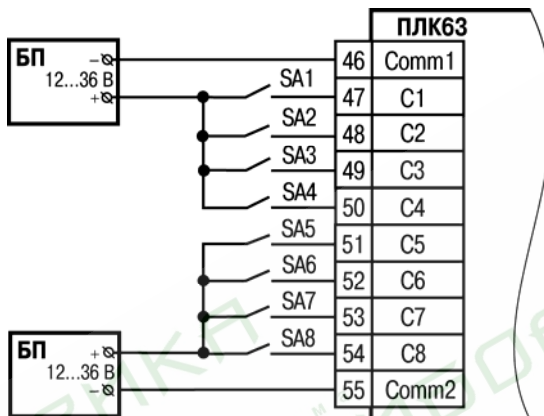 ПЛК63
БП
12...36 В
–
+
46 Comm1
SA1
47 C1
SA2
48 C2
SA3
49 C3
SA4
50 C4
SA5
51 C5
SA6
52 C6
SA7
53 C7
SA8
54 C8
БП
12...36 В
+
–
55 Comm2